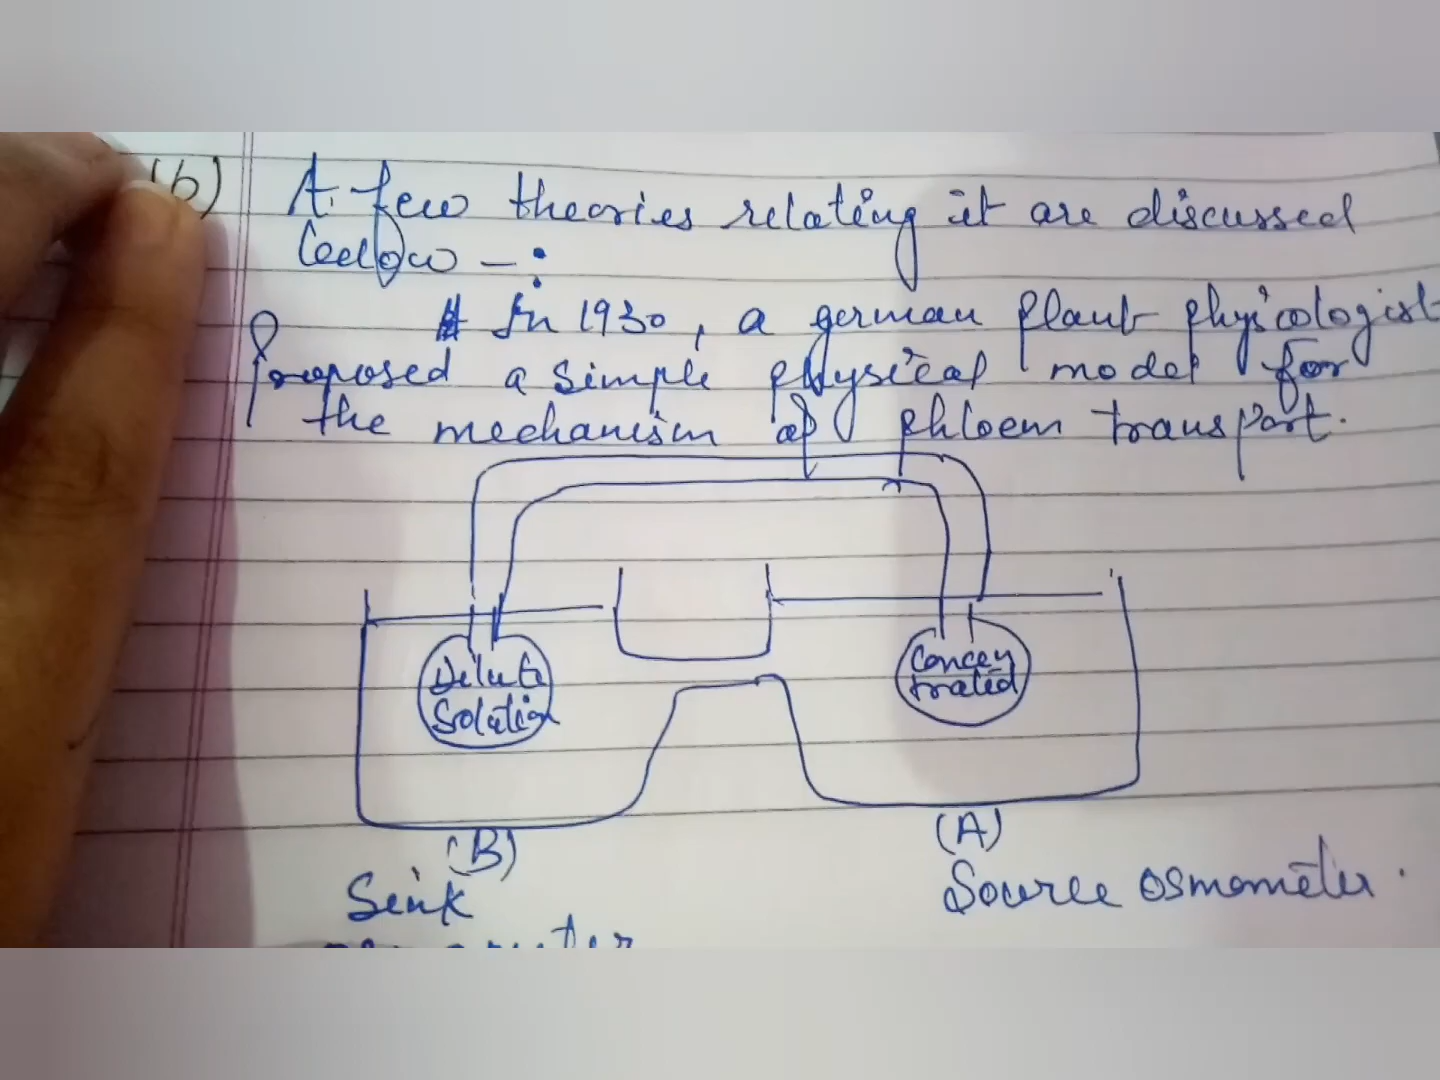 (b) A few theories relating it are discussed
below -:
In 1930, a german plant physiologist
proposed a simple physical model for
the mechanism of phloem transport.
Dilute
Solution
Concen
trated
(B)
(A)
Sink
Source osmometer.
osmometer